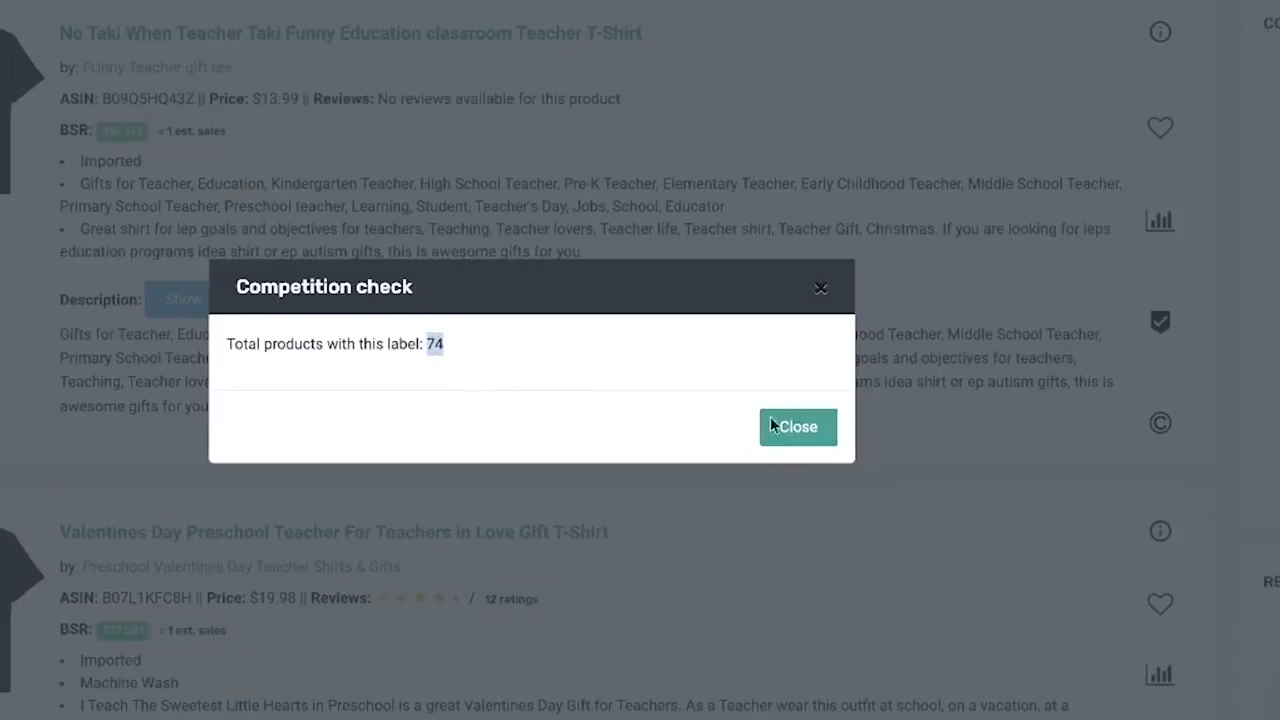 No Taki When Teacher Taki Funny Education classroom Teacher T-Shirt
by: FUnny Teacher gift tee
ASIN: B09Q5HQ43Z || Price: $13.99 || Reviews: No reviews available for this product
BSR: = 1 est. sales
• Imported
• Gifts for Teacher, Education, Kindergarten Teacher, High School Teacher, Pre-K Teacher, Elementary Teacher, Early Childhood Teacher, Middle School Teacher,
Primary School Teacher, Preschool teacher, Learning, Student, Teacher's Day, Jobs, School, Educator
• Great shirt for iep goals and objectives for teachers, Teaching, Teacher lovers, Teacher life, Teacher shirt, Teacher Gift, Christmas. If you are looking for ieps
education programs idea shirt or ep autism gifts, this is awesome gifts for you
Competition check
×
Total products with this label: 74
Close
Description: Show
Gifts for Teacher, Educ ood Teacher, Middle School Teacher,
Primary School Teache oals and objectives for teachers,
Teaching, Teacher love ms idea shirt or ep autism gifts, this is
awesome gifts for you
Valentines Day Preschool Teacher For Teachers in Love Gift T-Shirt
by: Preschool Valentines Day Teacher Shirts & Gifts
ASIN: B07L1KFC8H || Price: $19.98 || Reviews: / 12 ratings
BSR: = 1 est. sales
• Imported
• Machine Wash
• I Teach The Sweetest Little Hearts in Preschool is a great Valentines Day Gift for Teachers. As a Teacher wear this outfit at school, on a vacation, at a
CO
RE